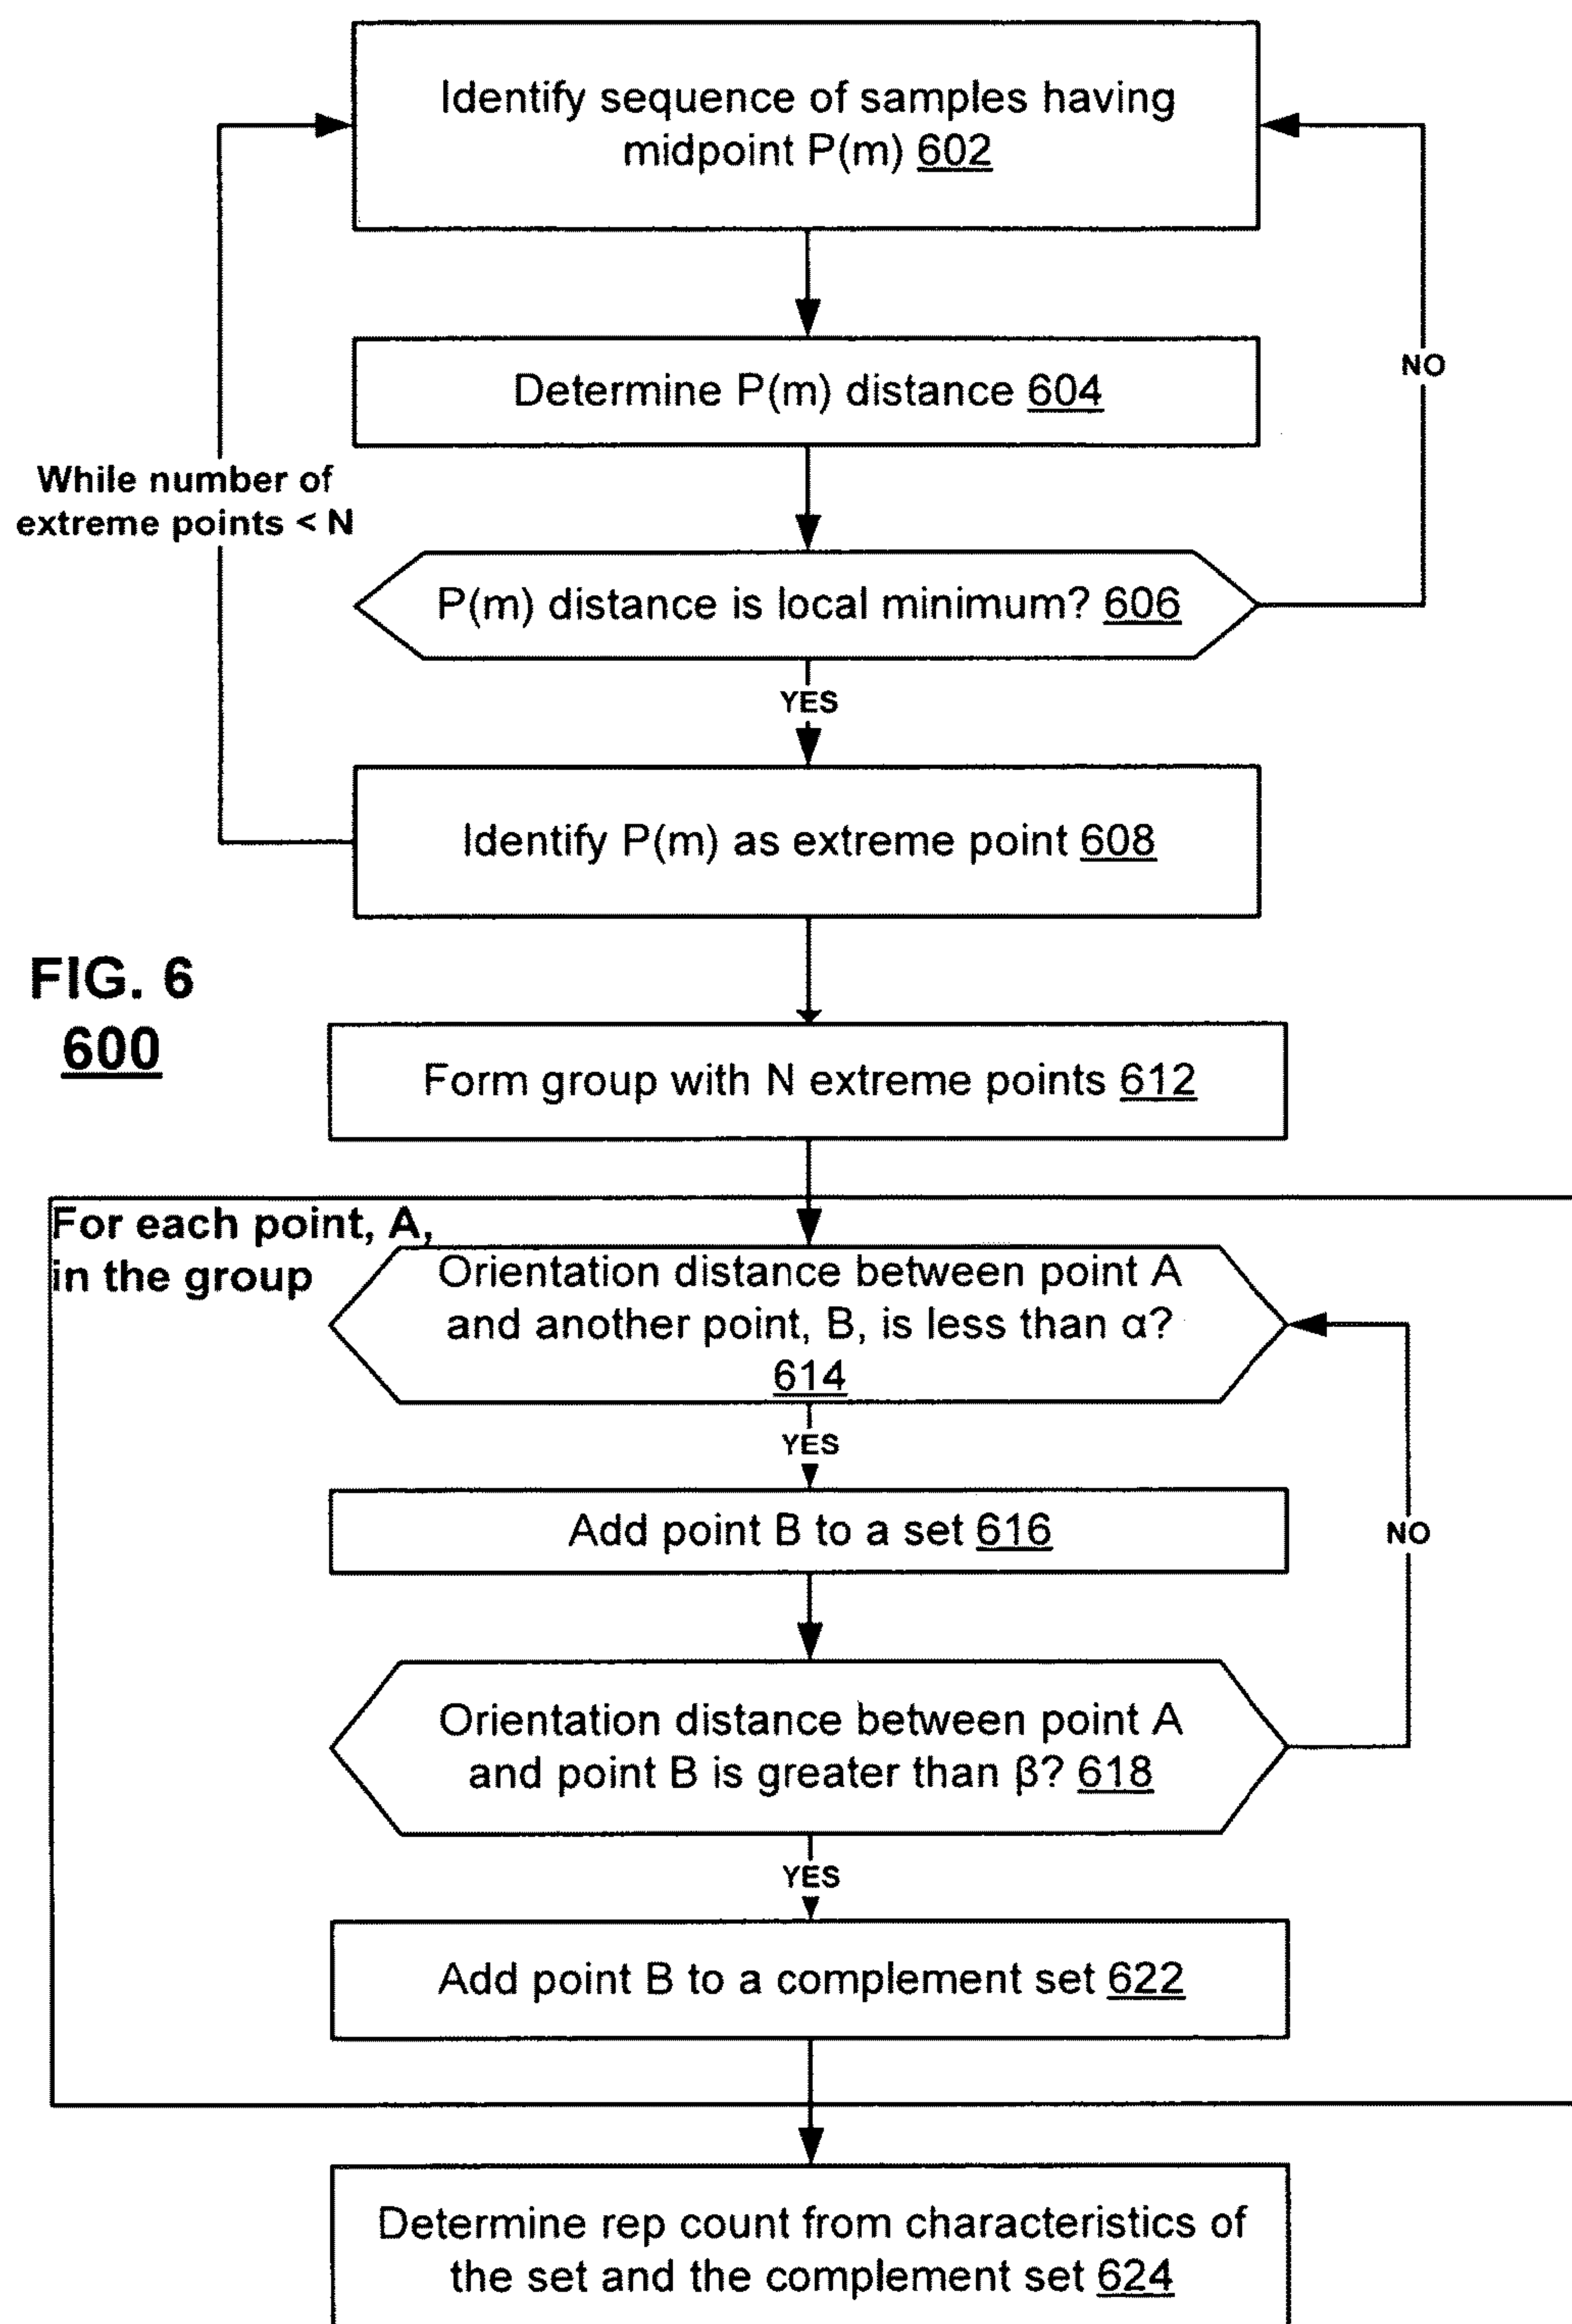 Identify sequence of samples having
midpoint P(m) 602
Determine P(m) distance 604
NO
While number of
extreme points < N
P(m) distance is local minimum? 606
YES
Identify P(m) as extreme point 608
FIG. 6
600
Form group with N extreme points 612
For each point, A,
in the group
Orientation distance between point A
and another point, B, is less than α?
614
YES
Add point B to a set 616
NO
Orientation distance between point A
and point B is greater than β? 618
YES
Add point B to a complement set 622
Determine rep count from characteristics of
the set and the complement set 624